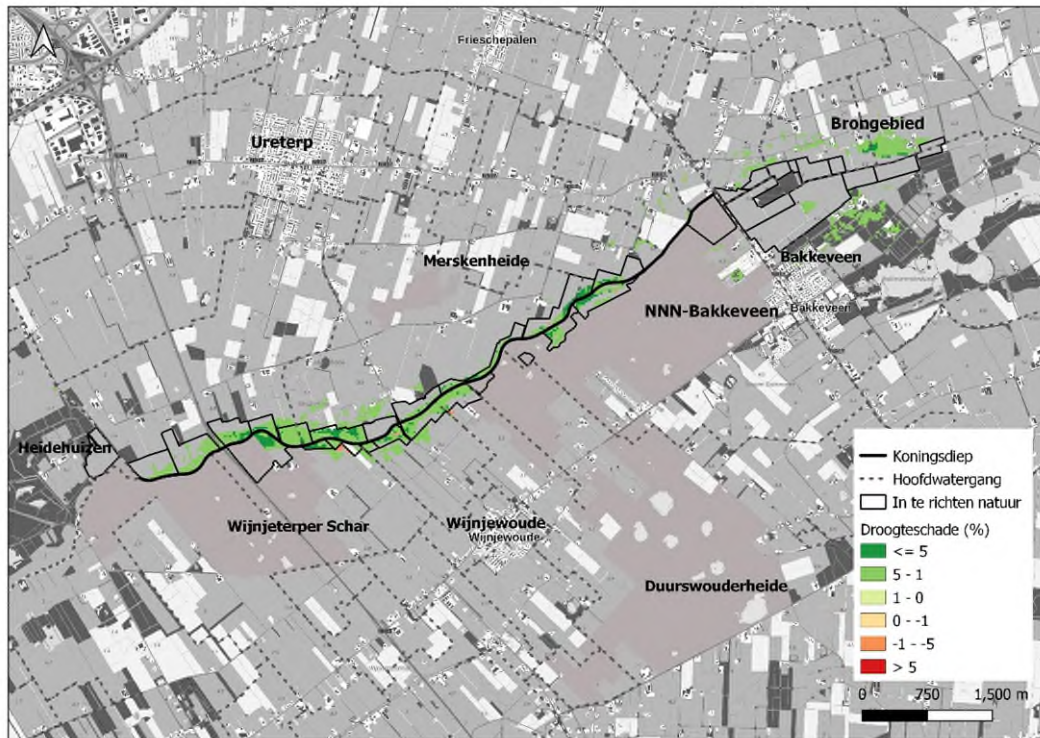 Frieschepalen
Ureterp
Brongebied
Merskenheide
Bakkeveen
NNN-Bakkeveen
Bakkeveen
Heidehuizen
Wijnjeterper Schar
Wijnjewoude
Wijnjewoude
Duurswouderheide
Koningsdiep
Hoofdwatergang
In te richten natuur
Droogteschade (%)
<= 5
5 - 1
1 - 0
0 - -1
-1 - -5
> 5
0 750 1,500 m